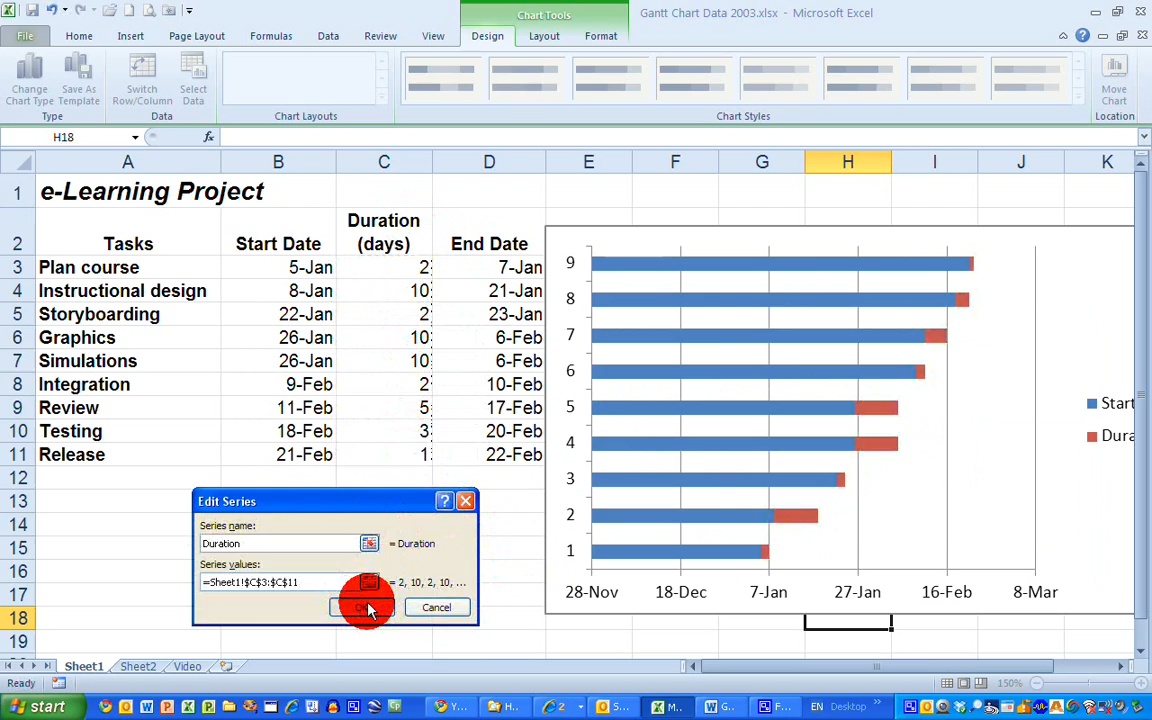 Chart Tools
Gantt Chart Data 2003.xlsx - Microsoft Excel
File Home Insert Page Layout Formulas Data Review View Design Layout Format
Change Chart Type
Save As Template
Switch Row/Column
Select Data
Move Chart
Type Data Chart Layouts Chart Styles Location
H18 fx
A B C D E F G H I J K
1 e-Learning Project
2 Tasks Start Date Duration (days) End Date
3 Plan course 5-Jan 2 7-Jan
4 Instructional design 8-Jan 10 21-Jan
5 Storyboarding 22-Jan 2 23-Jan
6 Graphics 26-Jan 10 6-Feb
7 Simulations 26-Jan 10 6-Feb
8 Integration 9-Feb 2 10-Feb
9 Review 11-Feb 5 17-Feb
10 Testing 18-Feb 3 20-Feb
11 Release 21-Feb 1 22-Feb
12
13
14
15
16
17
18
19
9
8
7
6
5
4
3
2
1
28-Nov 18-Dec 7-Jan 27-Jan 16-Feb 8-Mar
Start
Dura
Edit Series
Series name:
Duration = Duration
Series values:
=Sheet1!$C$3:$C$11 = 2, 10, 2, 10, ...
Cancel
Sheet1 Sheet2 Video
Ready 150%
start Y... H... 2 S... M... G... F... EN Desktop